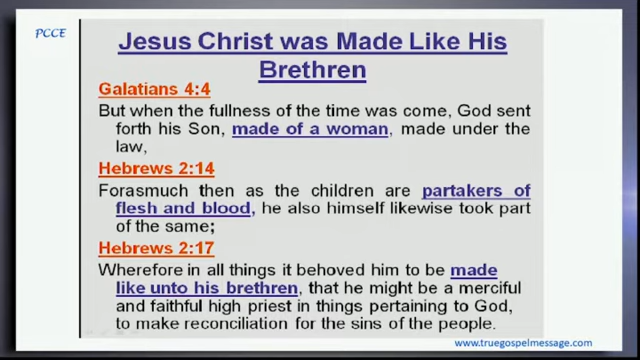 PCCE
Jesus Christ was Made Like His
Brethren
Galatians 4:4
But when the fullness of the time was come, God sent
forth his Son, made of a woman, made under the
law,
Hebrews 2:14
Forasmuch then as the children are partakers of
flesh and blood, he also himself likewise took part
of the same;
Hebrews 2:17
Wherefore in all things it behoved him to be made
like unto his brethren, that he might be a merciful
and faithful high priest in things pertaining to God,
to make reconciliation for the sins of the people.
www.truegospelmessage.com